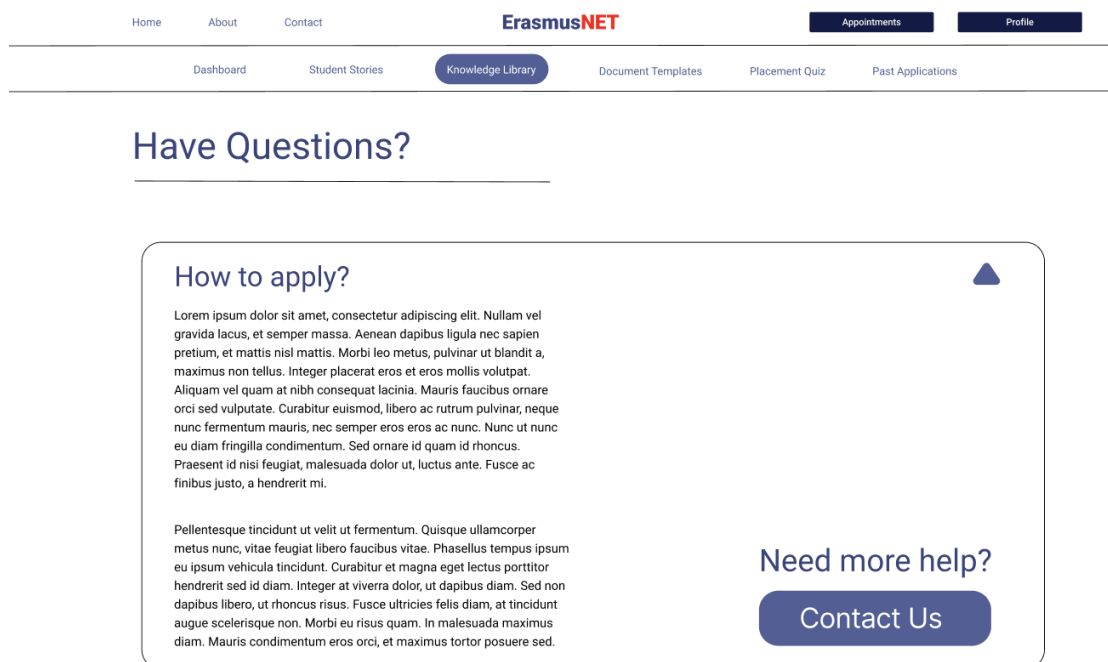 Home About Contact ErasmusNET Appointments Profile
Dashboard Student Stories Knowledge Library Document Templates Placement Quiz Past Applications
Have Questions?
How to apply?
Lorem ipsum dolor sit amet, consectetur adipiscing elit. Nullam vel
gravida lacus, et semper massa. Aenean dapibus ligula nec sapien
pretium, et mattis nisl mattis. Morbi leo metus, pulvinar ut blandit a,
maximus non tellus. Integer placerat eros et eros mollis volutpat.
Aliquam vel quam at nibh consequat lacinia. Mauris faucibus ornare
orci sed vulputate. Curabitur euismod, libero ac rutrum pulvinar, neque
nunc fermentum mauris, nec semper eros eros ac nunc. Nunc ut nunc
eu diam fringilla condimentum. Sed ornare id quam id rhoncus.
Praesent id nisi feugiat, malesuada dolor ut, luctus ante. Fusce ac
finibus justo, a hendrerit mi.
Pellentesque tincidunt ut velit ut fermentum. Quisque ullamcorper
metus nunc, vitae feugiat libero faucibus vitae. Phasellus tempus ipsum
eu ipsum vehicula tincidunt. Curabitur et magna eget lectus porttitor
hendrerit sed id diam. Integer at viverra dolor, ut dapibus diam. Sed non
dapibus libero, ut rhoncus risus. Fusce ultricies felis diam, at tincidunt
augue scelerisque non. Morbi eu risus quam. In malesuada maximus
diam. Mauris condimentum eros orci, et maximus tortor posuere sed.
Need more help?
Contact Us